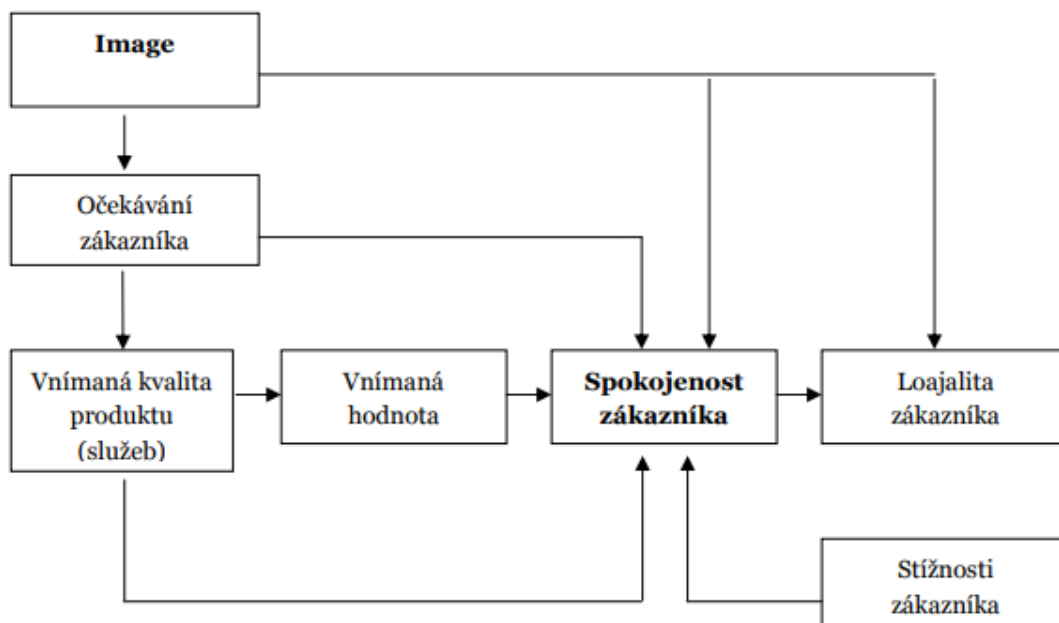 Image
Očekávání
zákazníka
Vnímaná kvalita
produktu
(služeb)
Vnímaná
hodnota
Spokojenost
zákazníka
Loajalita
zákazníka
Stížnosti
zákazníka